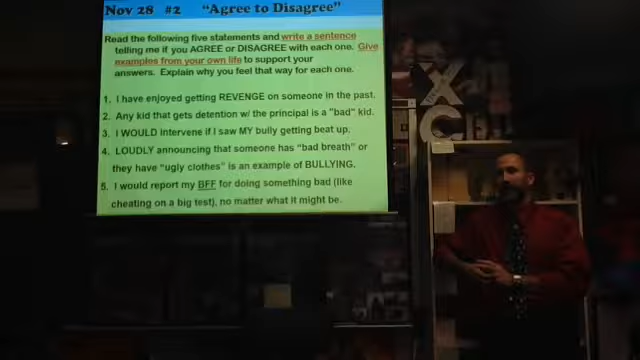 Nov 28 #2 "Agree to Disagree"
Read the following five statements and write a sentence
telling me if you AGREE or DISAGREE with each one. Give
examples from your own life to support your
answers. Explain why you feel that way for each one.
1. I have enjoyed getting REVENGE on someone in the past.
2. Any kid that gets detention w/ the principal is a "bad" kid.
3. I WOULD intervene if I saw MY bully getting beat up.
4. LOUDLY announcing that someone has "bad breath" or
they have "ugly clothes" is an example of BULLYING.
5. I would report my BFF for doing something bad (like
cheating on a big test), no matter what it might be.
X
C